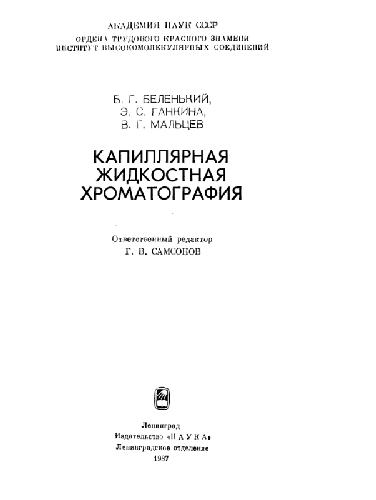 АКАДЕМИЯ НАУК СССР
ОРДЕНА ТРУДОВОГО КРАСНОГО ЗНАМЕНИ
ИНСТИТУТ ВЫСОКОМОЛЕКУЛЯРНЫХ СОЕДИНЕНИЙ
Б. Г. БЕЛЕНЬКИЙ,
Э. С. ГАНКИНА,
В. Г. МАЛЬЦЕВ
КАПИЛЛЯРНАЯ
ЖИДКОСТНАЯ
ХРОМАТОГРАФИЯ
Ответственный редактор
Г. В. САМСОНОВ
Ленинград
Издательство «НАУКА»
Ленинградское отделение
1987